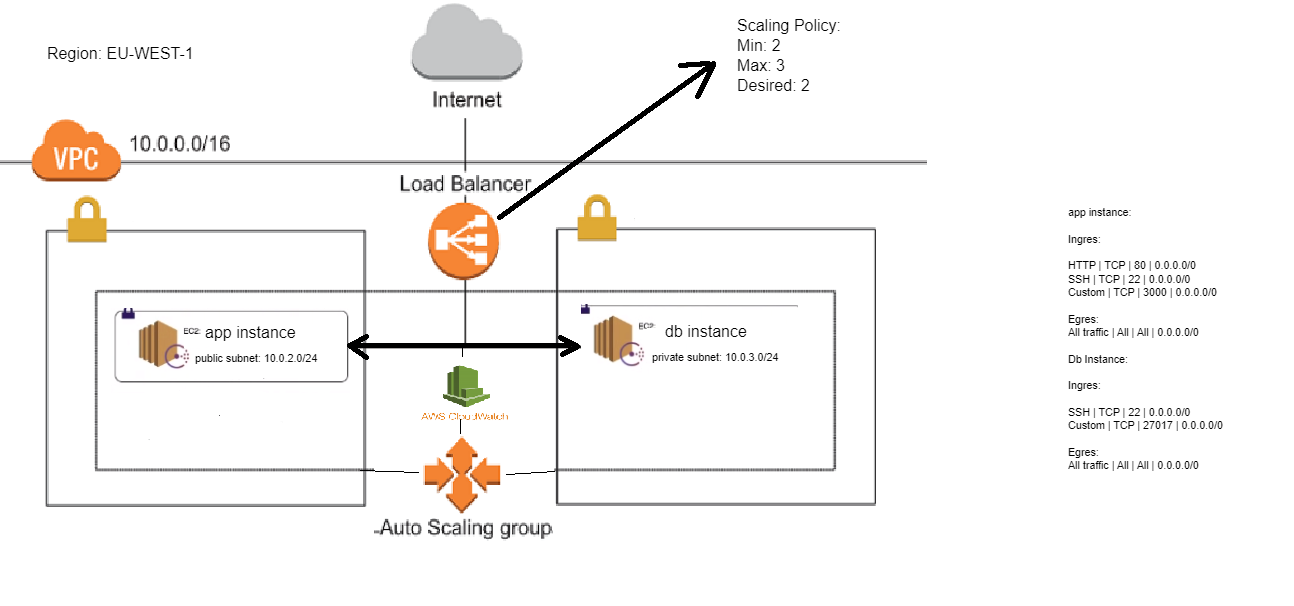 Region: EU-WEST-1
Internet
Scaling Policy:
Min: 2
Max: 3
Desired: 2
VPC
10.0.0.0/16
Load Balancer
EC2: app instance
public subnet: 10.0.2.0/24
EC2: db instance
private subnet: 10.0.3.0/24
AWS CloudWatch
-Auto Scaling group
app instance:
Ingres:
HTTP | TCP | 80 | 0.0.0.0/0
SSH | TCP | 22 | 0.0.0.0/0
Custom | TCP | 3000 | 0.0.0.0/0
Egres:
All traffic | All | All | 0.0.0.0/0
Db Instance:
Ingres:
SSH | TCP | 22 | 0.0.0.0/0
Custom | TCP | 27017 | 0.0.0.0/0
Egres:
All traffic | All | All | 0.0.0.0/0